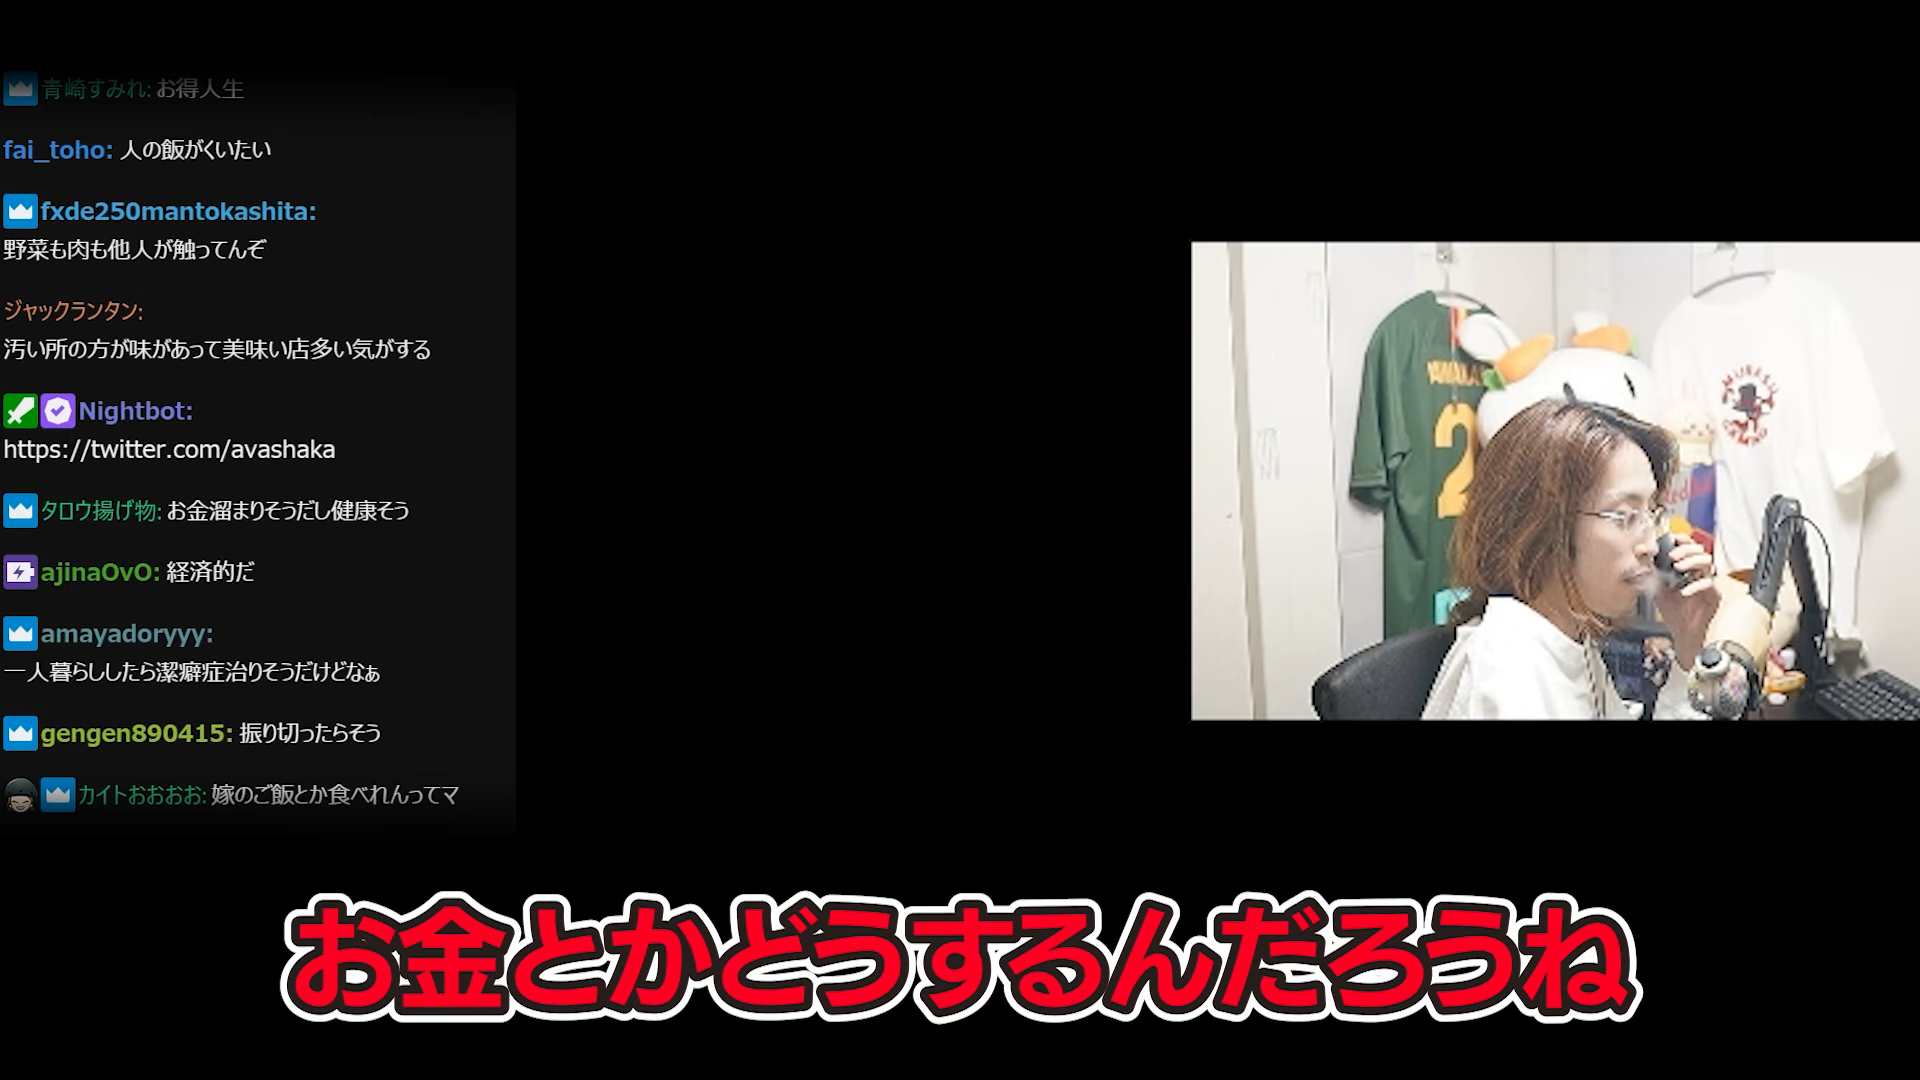 青崎すみれ: お得人生
fai_toho: 人の飯がくいたい
fxde250mantokashita:
野菜も肉も他人が触ってんぞ
ジャックランタン:
汚い所の方が味があって美味い店多い気がする
Nightbot:
https://twitter.com/avashaka
タロウ揚げ物: お金溜まりそうだし健康そう
ajinaOvO: 経済的だ
amayadoryyy:
一人暮らししたら潔癖症治りそうだけどなぁ
gengen890415: 振り切ったらそう
カイトおおおお: 嫁のご飯とか食べれんってマ
お金とかどうするんだろうね